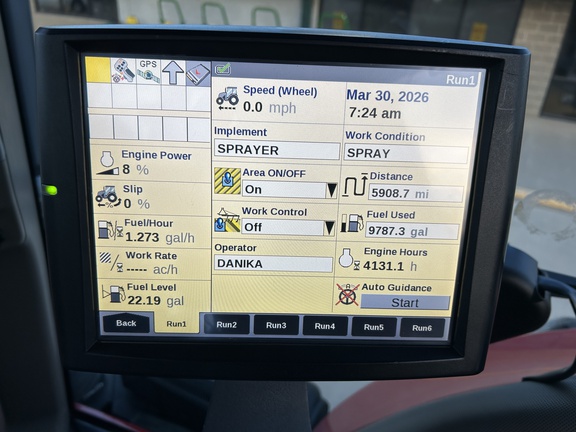 GPS
Run1
Speed (Wheel)
0.0 mph
Mar 30, 2026
7:24 am
Implement
SPRAYER
Work Condition
SPRAY
Engine Power
8 %
Area ON/OFF
On
Distance
5908.7 mi
Slip
0 %
Work Control
Off
Fuel Used
9787.3 gal
Fuel/Hour
1.273 gal/h
Operator
DANIKA
Engine Hours
4131.1 h
Work Rate
----- ac/h
Fuel Level
22.19 gal
Auto Guidance
Start
Back
Run1
Run2
Run3
Run4
Run5
Run6